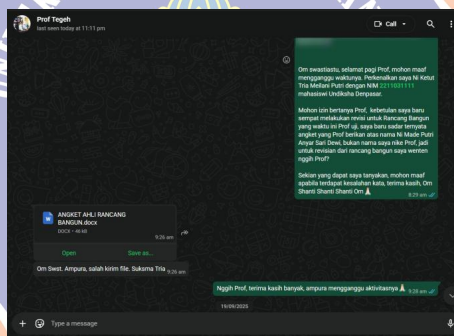 Prof Tegeh
last seen today at 11:11 pm
Call
Om swastiastu, selamat pagi Prof, mohon maaf
mengganggu waktunya. Perkenalkan saya Ni Ketut
Tria Meiloni Putri dengan NIM 2211031111
mahasiswi Undiksha Denpasar.
Mohon izin bertanya Prof, kebetulan saya baru
sempat melakukan revisi untuk Rancang Bangun
yang waktu ini Prof uji, saya baru sadar ternyata
angket yang Prof berikan atas nama Ni Made Putri
Anyar Sari Dewi, bukan nama saya nike Prof, jadi
untuk revisian dari rancang bangun saya wenten
nggih Prof?
Sekian yang dapat saya tanyakan, mohon maaf
apabila terdapat kesalahan kata, terima kasih, Om
Shanti Shanti Shanti Om 🙏
8:29 am
ANGKET AHLI RANCANG
BANGUN.docx
DOCX • 46 kB
9:26 am
Open Save as...
Om Swst. Ampura, salah kirim file. Suksma Tria 9:26 am
Nggih Prof, terima kasih banyak, ampura mengganggu aktivitasnya 🙏 9:26 am
19/09/2025
Type a message